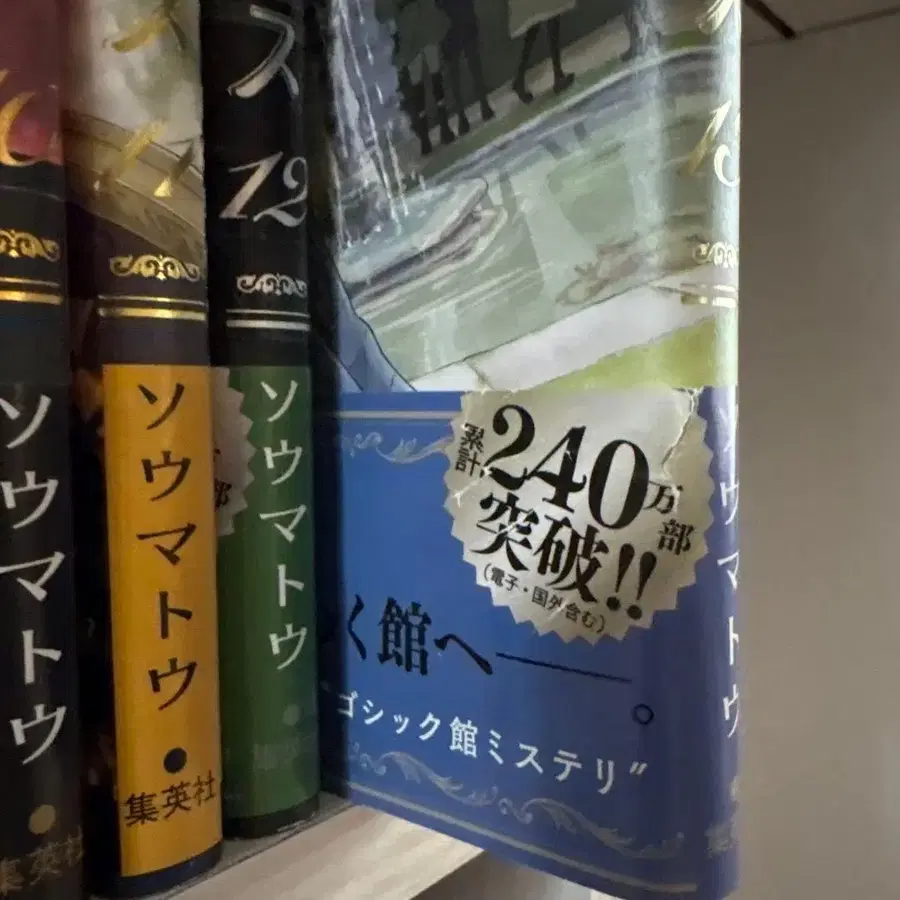 ソウマトウ
集英社
ソウマトウ
集英社
ス
12
ソウマトウ
累計
240万部
突破!!
(電子・国外含む)
く館へ――。
ゴシック館ミステリ"
ウマトウ